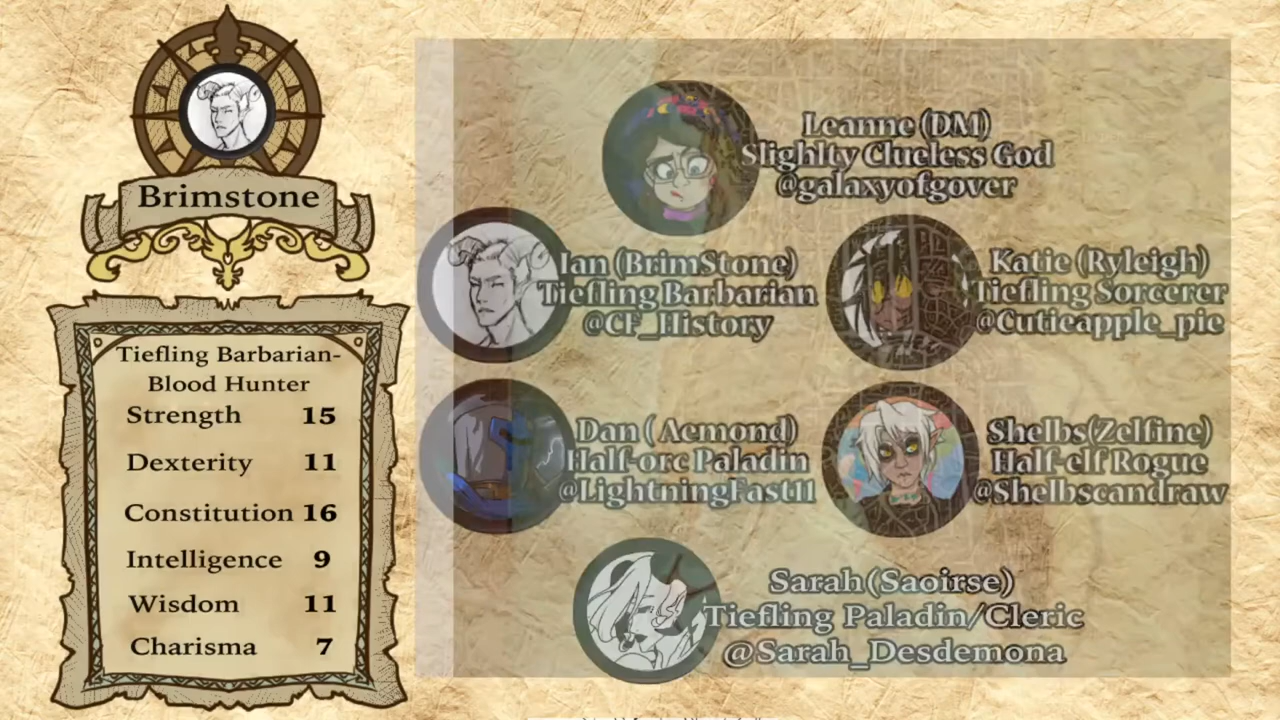 Brimstone
Tiefling Barbarian-
Blood Hunter
Strength 15
Dexterity 11
Constitution 16
Intelligence 9
Wisdom 11
Charisma 7
Leanne (DM)
Slighlty Clueless God
@galaxyofgover
Ian (BrimStone)
Tiefling Barbarian
@CF_History
Katie (Ryleigh)
Tiefling Sorcerer
@Cutieapple_pie
Dan ( Aemond)
Half-orc Paladin
@LightningFast11
Shelbs(Zelfine)
Half-elf Rogue
@Shelbscandraw
Sarah (Saoirse)
Tiefling Paladin/Cleric
@Sarah_Desdemona